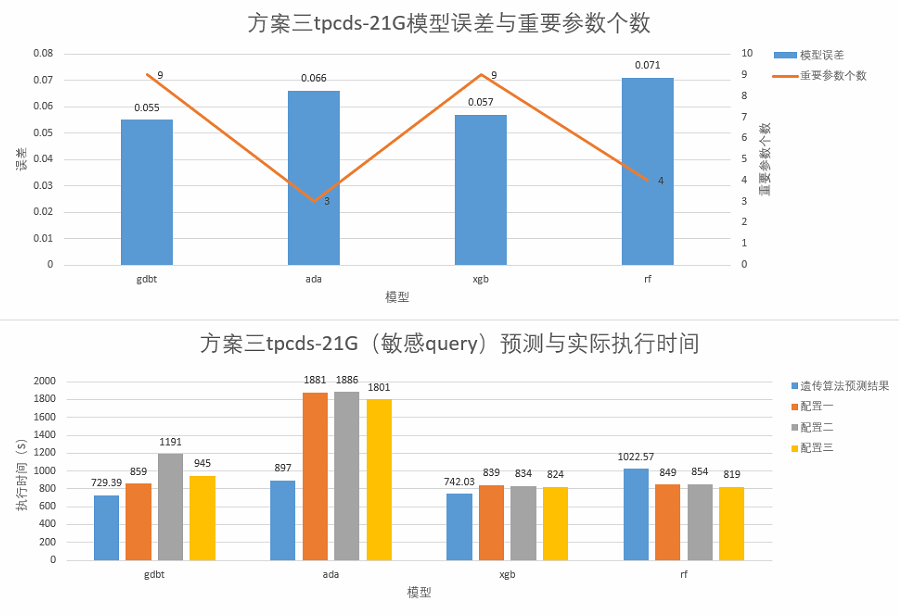 方案三tpcds-21G模型误差与重要参数个数
模型误差
重要参数个数
误差
重要参数个数
0.08
0.07
0.06
0.05
0.04
0.03
0.02
0.01
0
10
9
8
7
6
5
4
3
2
1
0
0.055
0.066
0.057
0.071
9
3
9
4
gdbt
ada
xgb
rf
模型
方案三tpcds-21G（敏感query）预测与实际执行时间
遗传算法预测结果
配置一
配置二
配置三
执行时间（s）
2000
1800
1600
1400
1200
1000
800
600
400
200
0
729.39
859
1191
945
897
1881
1886
1801
742.03
839
834
824
1022.57
849
854
819
gdbt
ada
xgb
rf
模型